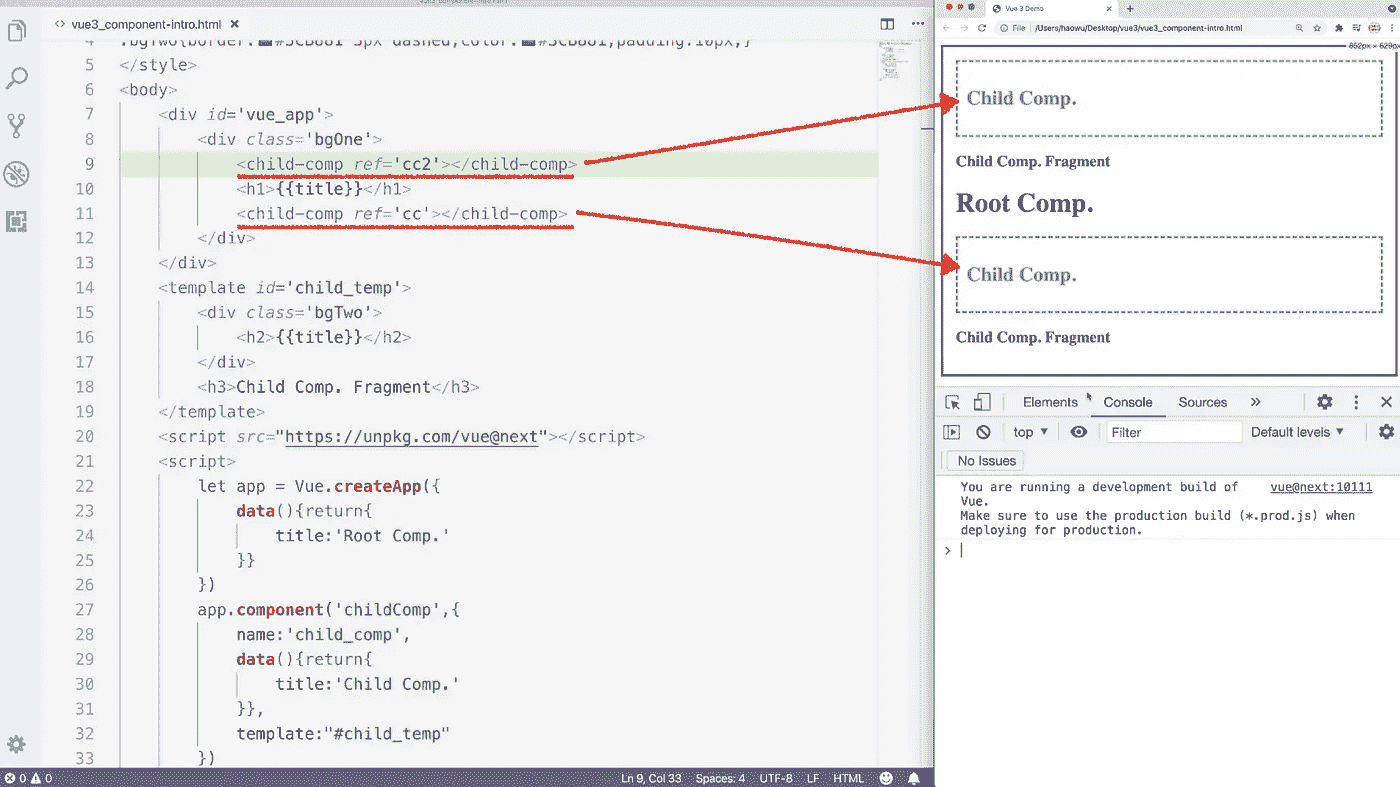 vue3_component-intro.html
4 .bgTwo{border: #3CB881 3px dashed;color: #3CB881;padding:10px;}
5 </style>
6 <body>
7 <div id='vue_app'>
8 <div class='bgOne'>
9 <child-comp ref='cc2'></child-comp>
10 <h1>{{title}}</h1>
11 <child-comp ref='cc'></child-comp>
12 </div>
13 </div>
14 <template id='child_temp'>
15 <div class='bgTwo'>
16 <h2>{{title}}</h2>
17 </div>
18 <h3>Child Comp. Fragment</h3>
19 </template>
20 <script src="https://unpkg.com/vue@next"></script>
21 <script>
22 let app = Vue.createApp({
23 data(){return{
24 title:'Root Comp.'
25 }}
26 })
27 app.component('childComp',{
28 name:'child_comp',
29 data(){return{
30 title:'Child Comp.'
31 }},
32 template:"#child_temp"
33 })
0 0
Ln 9, Col 33 Spaces: 4 UTF-8 LF HTML
Vue 3 Demo
File /Users/haowu/Desktop/vue3/vue3_component-intro.html
852px × 629px
Child Comp.
Child Comp. Fragment
Root Comp.
Child Comp.
Child Comp. Fragment
Elements Console Sources »
top Filter Default levels
No Issues
You are running a development build of vue@next:10111
Vue.
Make sure to use the production build (*.prod.js) when
deploying for production.
>